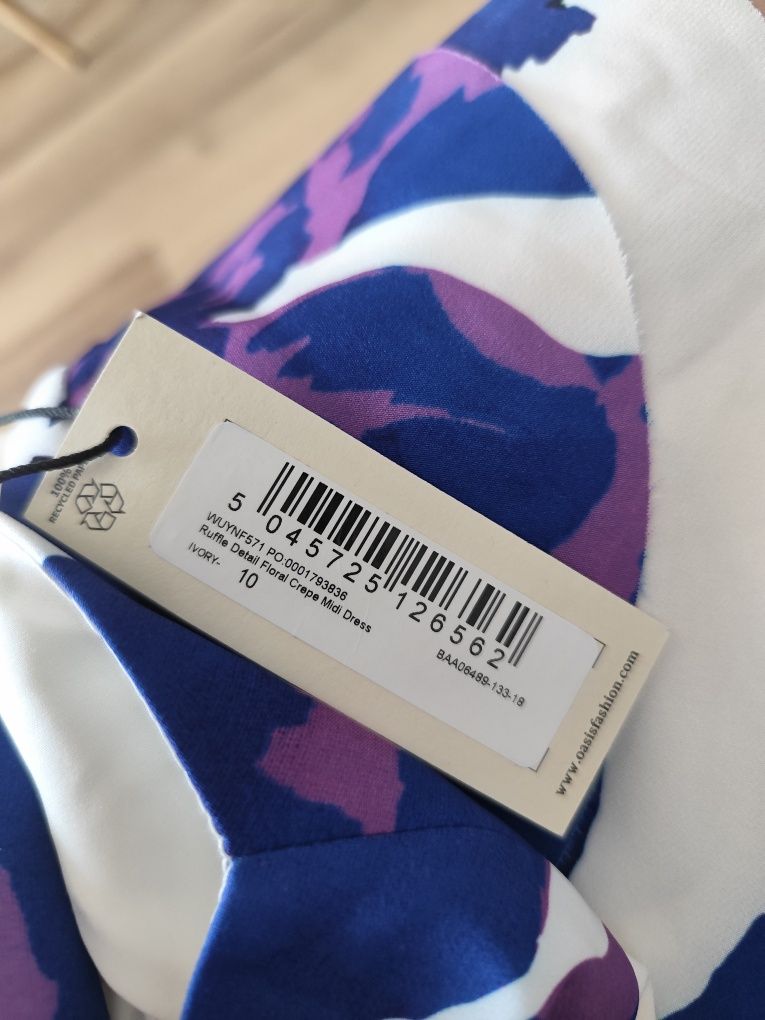 100%
RECYCLED PAPER
5 045725 126562
WUYNF571 PO:0001793836
Ruffle Detail Floral Crepe Midi Dress
IVORY- 10
BAA06489-133-18
www.oasisfashion.com